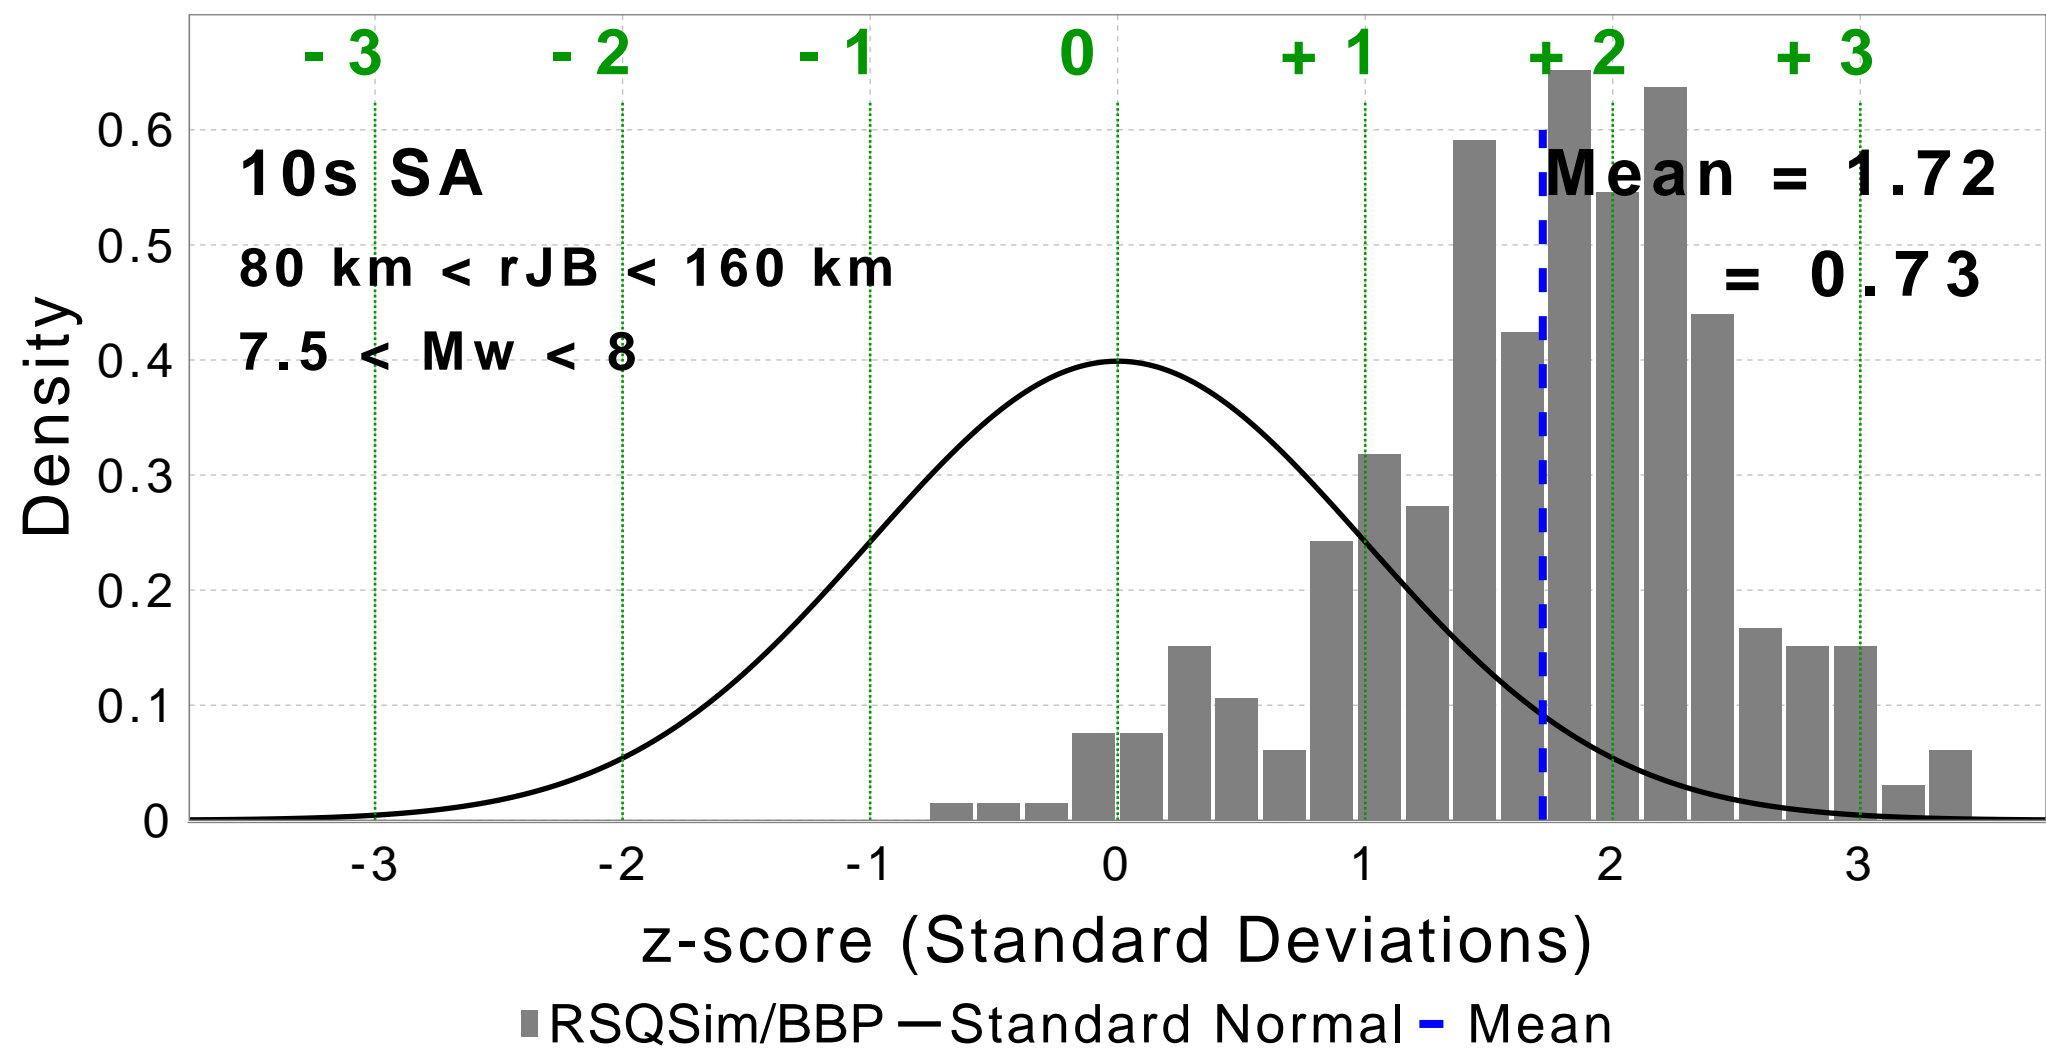 - 3 - 2 - 1 0 + 1 + 2 + 3
0.6
10s SA
Mean = 1.72
0.5
80 km < rJB < 160 km
= 0.73
0.4
7.5 < Mw < 8
0.3
0.2
0.1
0
Density
-3 -2 -1 0 1 2 3
z-score (Standard Deviations)
RSQSim/BBP Standard Normal Mean